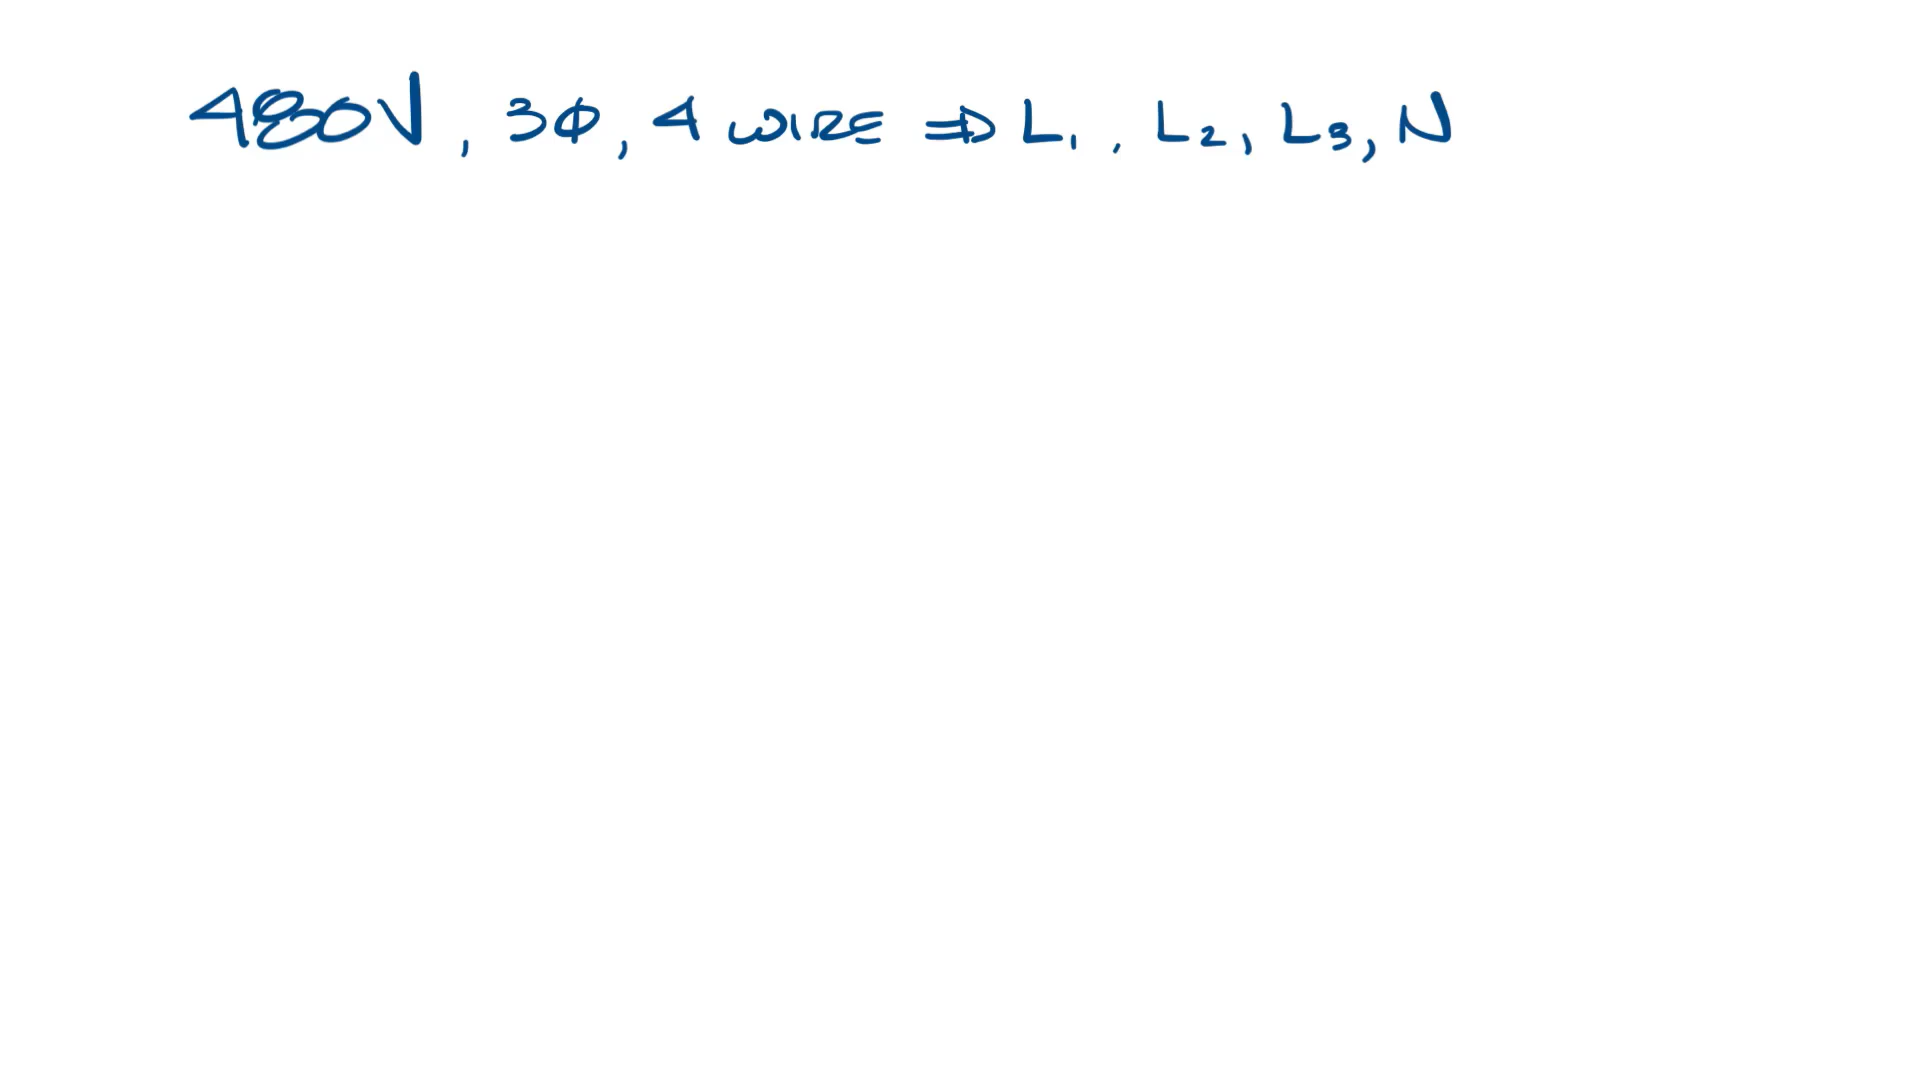 480V, 3φ, 4 WIRE ⇒ L1, L2, L3, N